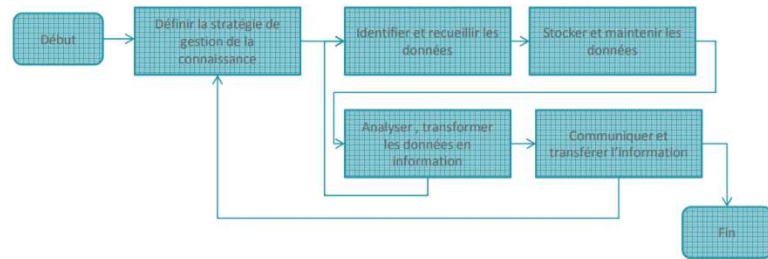 Début
Définir la stratégie de
gestion de la
connaissance
Identifier et recueillir les
données
Stocker et maintenir les
données
Analyser , transformer
les données en
information
Communiquer et
transférer l'information
Fin